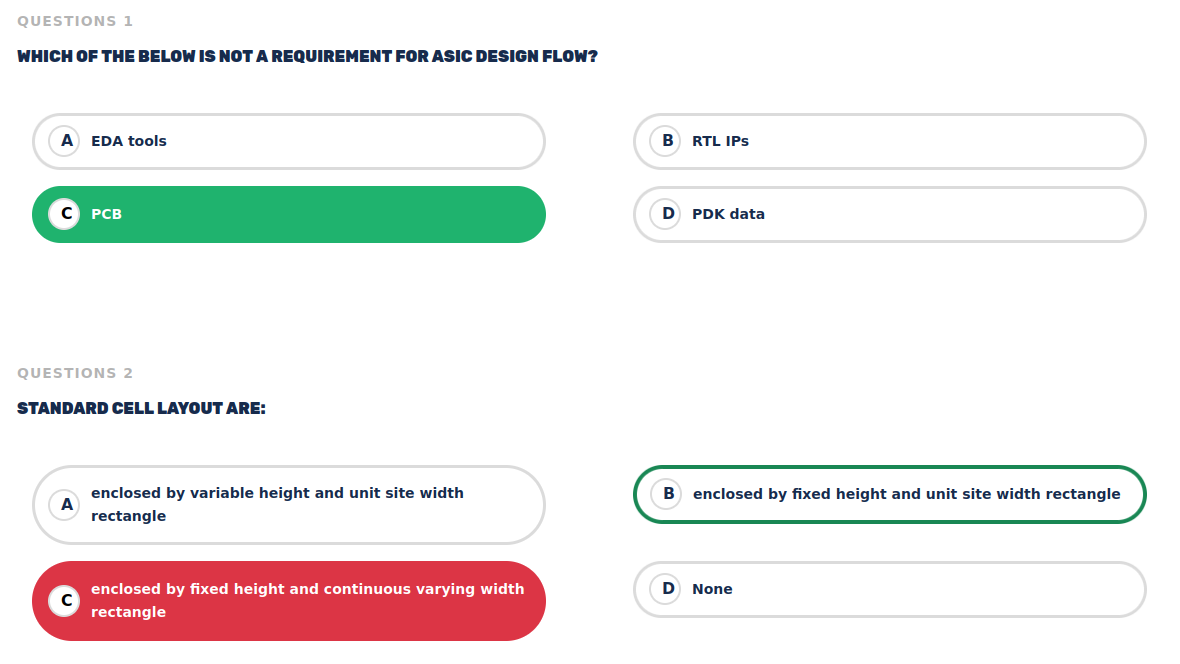 QUESTIONS 1
WHICH OF THE BELOW IS NOT A REQUIREMENT FOR ASIC DESIGN FLOW?
A EDA tools
B RTL IPs
C PCB
D PDK data
QUESTIONS 2
STANDARD CELL LAYOUT ARE:
A enclosed by variable height and unit site width
rectangle
B enclosed by fixed height and unit site width rectangle
C enclosed by fixed height and continuous varying width
rectangle
D None